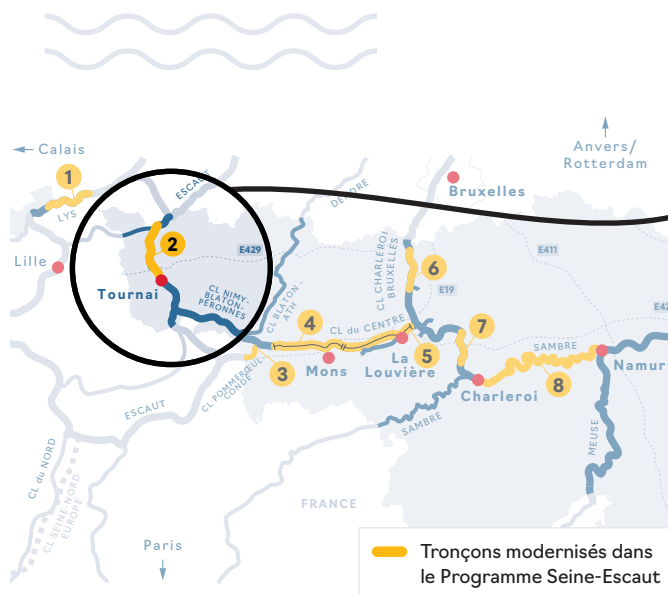 Calais
Anvers/
Rotterdam
1
LYS
ESCAUT
DENDRE
Bruxelles
Lille
2
E429
E411
Tournai
CL NIMY-
BLATON-
PÉRONNES
CL BLATON
ATH
CL CHARLEROI
BRUXELLES
6
E19
E42
4
CL du CENTRE
7
3
Mons
La
Louvière
5
SAMBRE
Namur
8
Charleroi
CL POMMERŒUL-
CONDÉ
ESCAUT
SAMBRE
MEUSE
CL du NORD
CL SEINE-NORD
EUROPE
FRANCE
Paris
Tronçons modernisés dans
le Programme Seine-Escaut